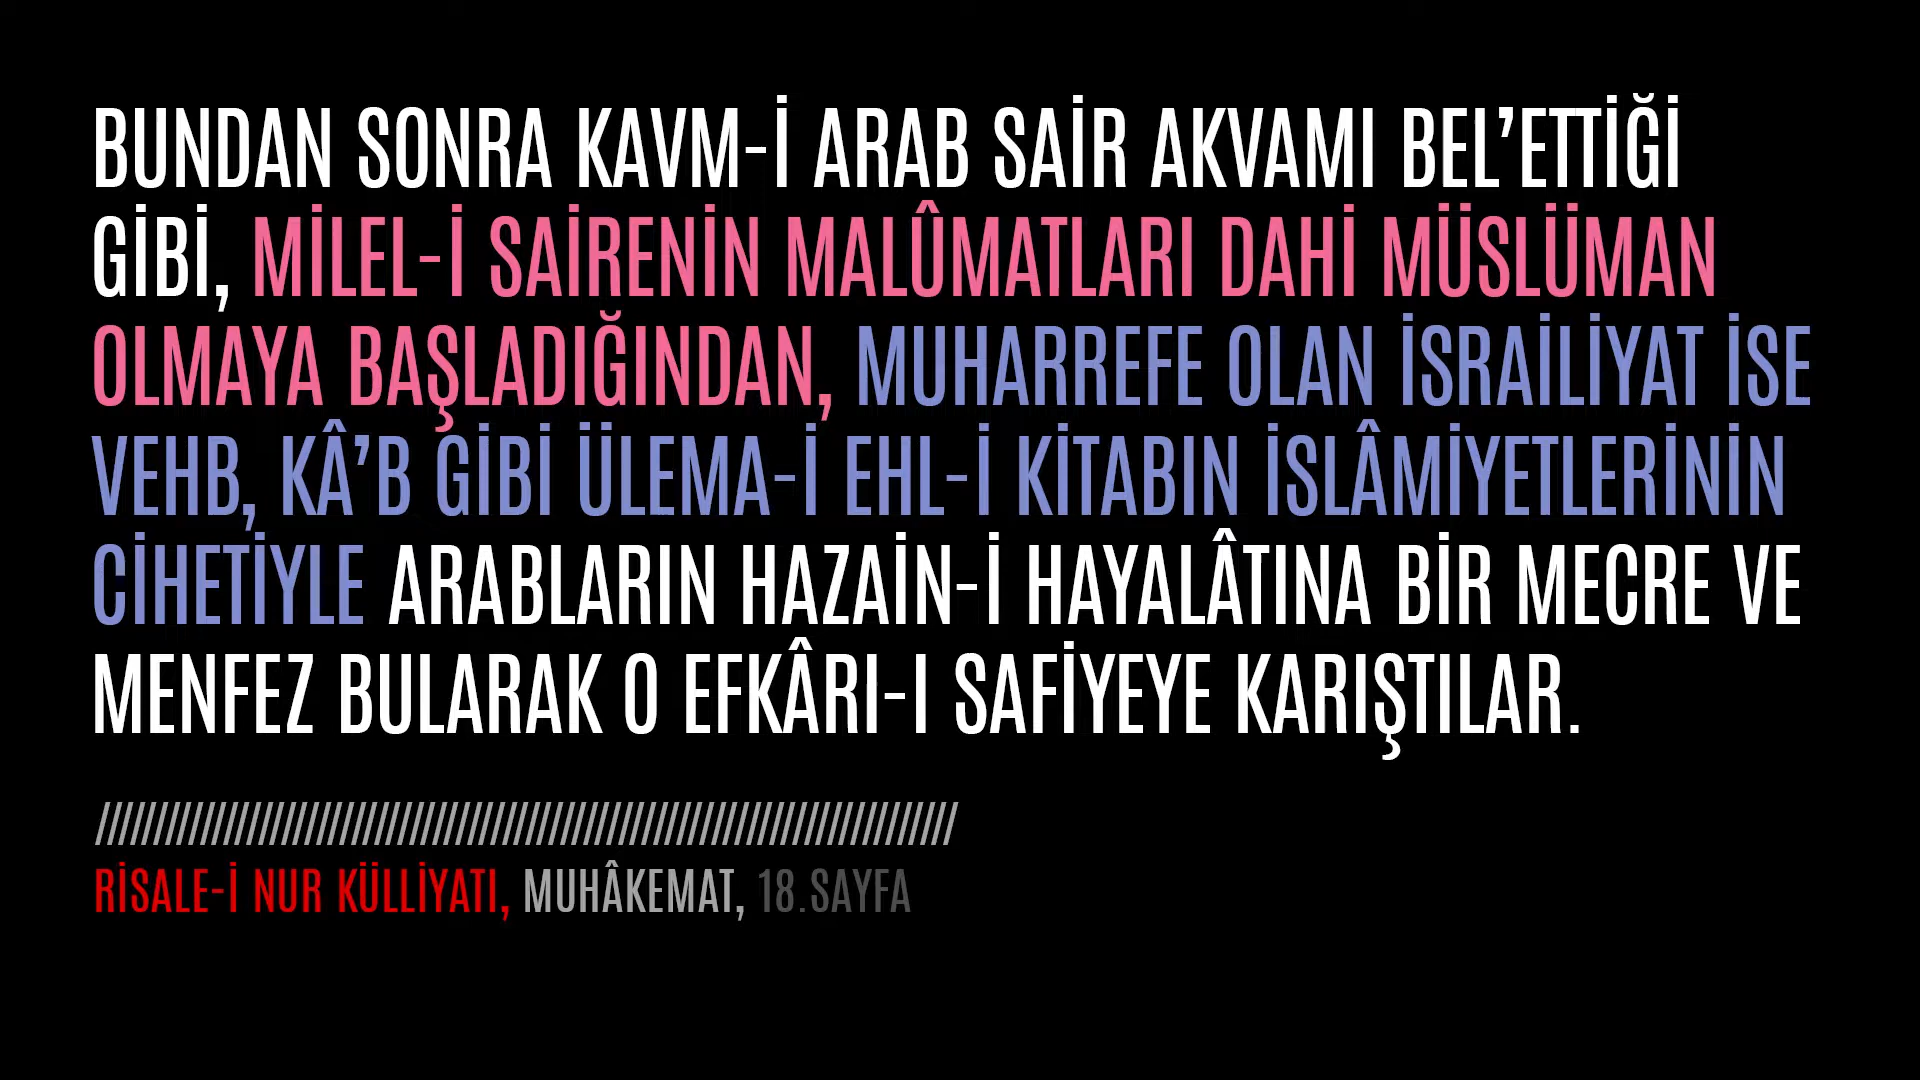 BUNDAN SONRA KAVM-İ ARAB SAİR AKVAMI BEL’ETTİĞİ
GİBİ, MİLEL-İ SAİRENİN MALÛMATLARI DAHİ MÜSLÜMAN
OLMAYA BAŞLADIĞINDAN, MUHARREFE OLAN İSRAİLİYAT İSE
VEHB, KÂ’B GİBİ ÜLEMA-İ EHL-İ KİTABIN İSLÂMİYETLERİNİN
CİHETİYLE ARABLARIN HAZAİN-İ HAYALÂTINA BİR MECRE VE
MENFEZ BULARAK O EFKÂRI-I SAFİYEYE KARIŞTILAR.
//////////////////////////////////////////////////////////////////////////
RİSALE-İ NUR KÜLLİYATI, MUHÂKEMAT, 18.SAYFA